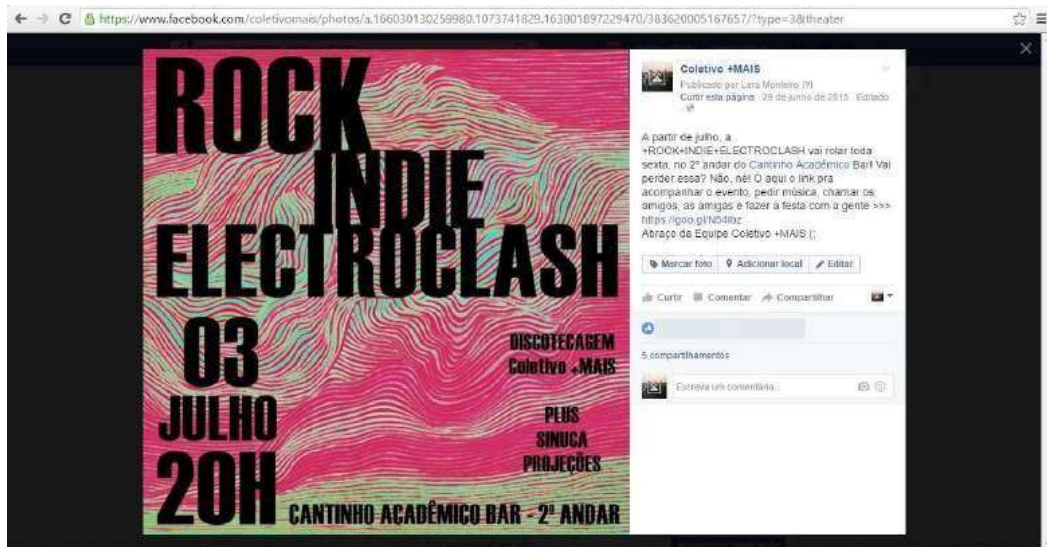 https://www.facebook.com/coletivomais/photos/a.166030130259980.1073741829.163001897229470/383620005167657/?type=3&theater
ROCK
INDIE
ELECTROCLASH
03
JULHO
20H
DISCOTECAGEM
Coletivo +MAIS
PLUS
SINUCA
PROJEÇÕES
CANTINHO ACADÊMICO BAR - 2º ANDAR
Coletivo +MAIS
Publicado por Lara Monteiro [?]
Curtir esta página · 29 de junho de 2015 · Editado
A partir de julho, a
+ROCK+INDIE+ELECTROCLASH vai rolar toda
sexta, no 2º andar do Cantinho Acadêmico Bar! Vai
perder essa? Não, né! Ó aqui o link pra
acompanhar o evento, pedir música, chamar os
amigos, as amigas e fazer a festa com a gente >>>
Abraço da Equipe Coletivo +MAIS (;
Marcar foto Adicionar local Editar
Curtir Comentar Compartilhar
5 compartilhamentos
Escreva um comentário...